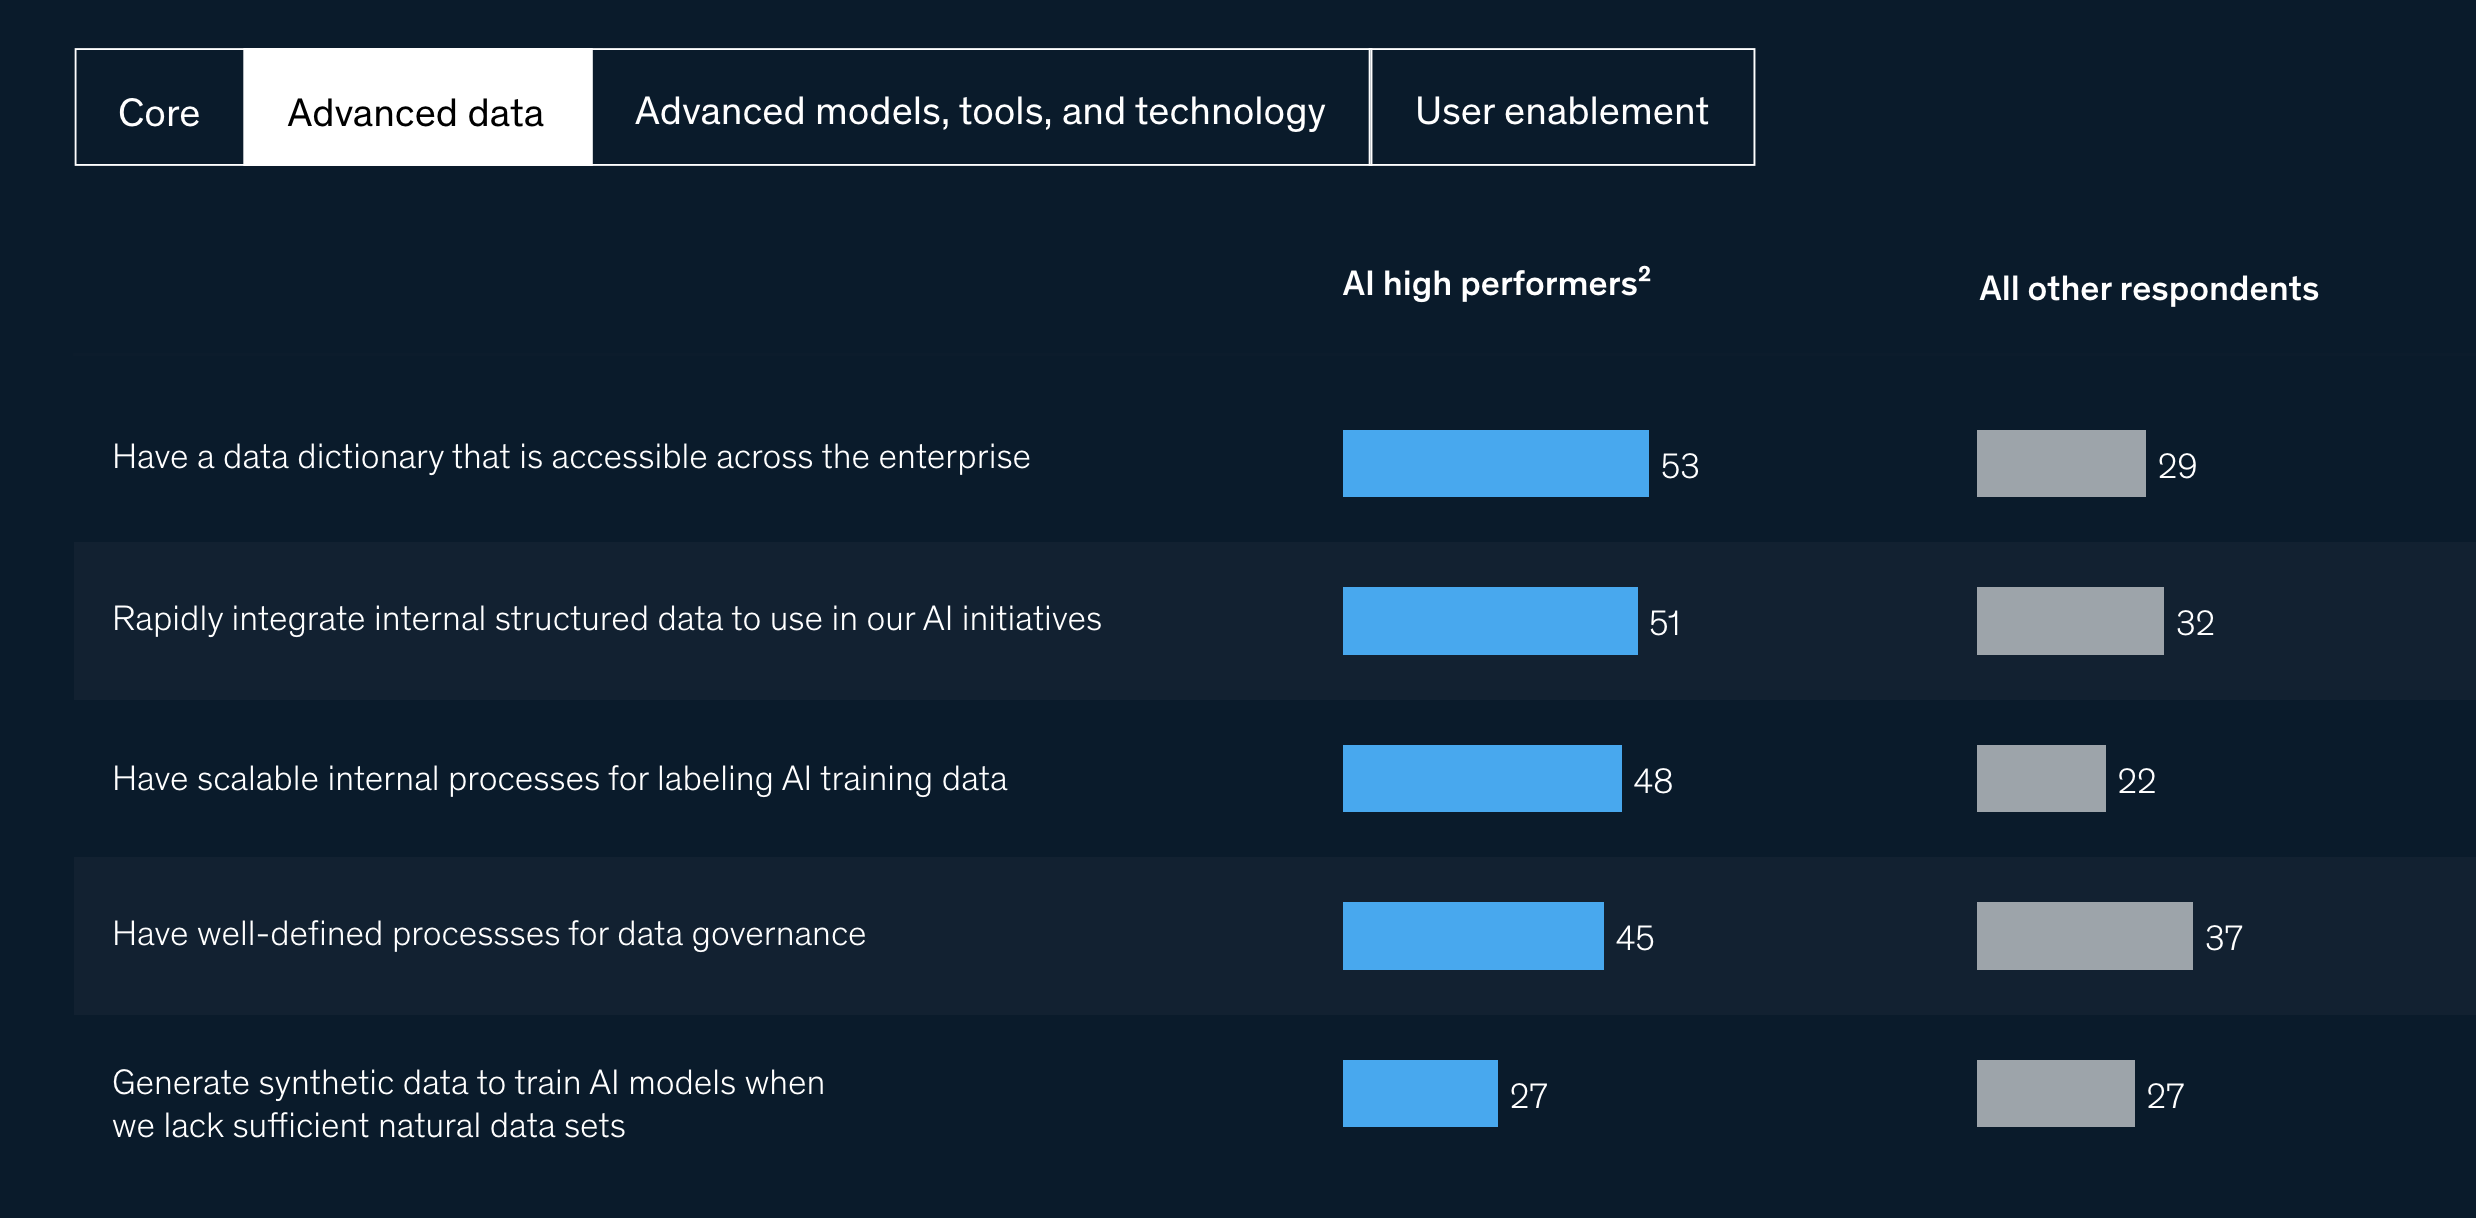 Core
Advanced data
Advanced models, tools, and technology
User enablement
AI high performers²
All other respondents
Have a data dictionary that is accessible across the enterprise
53
29
Rapidly integrate internal structured data to use in our AI initiatives
51
32
Have scalable internal processes for labeling AI training data
48
22
Have well-defined processses for data governance
45
37
Generate synthetic data to train AI models when
we lack sufficient natural data sets
27
27